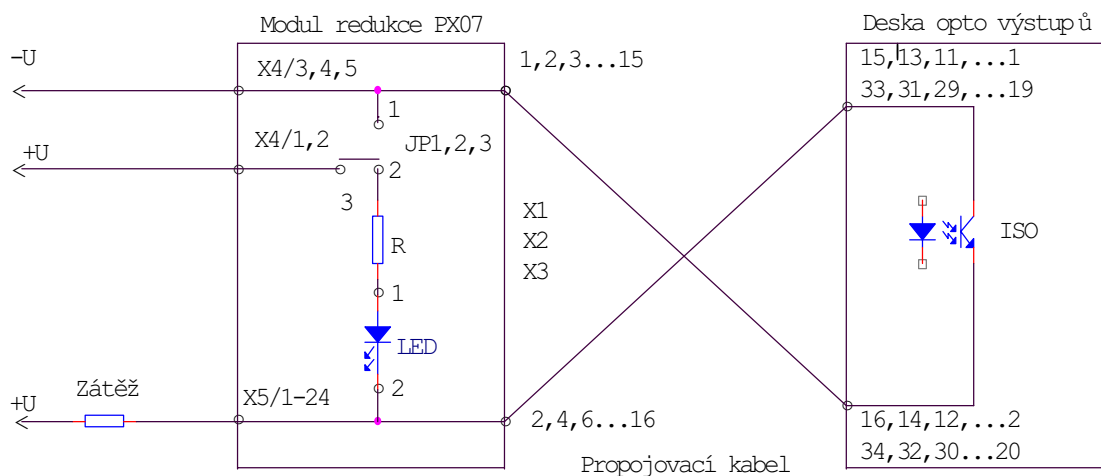 Modul redukce PX07
Deska opto výstupů
-U
X4/3,4,5
1,2,3...15
15,13,11,...1
33,31,29,...19
1
+U
X4/1,2
JP1,2,3
2
3
X1
R
X2
ISO
X3
1
LED
Zátěž
2
+U
X5/1-24
2,4,6...16
16,14,12,...2
34,32,30...20
Propojovací kabel